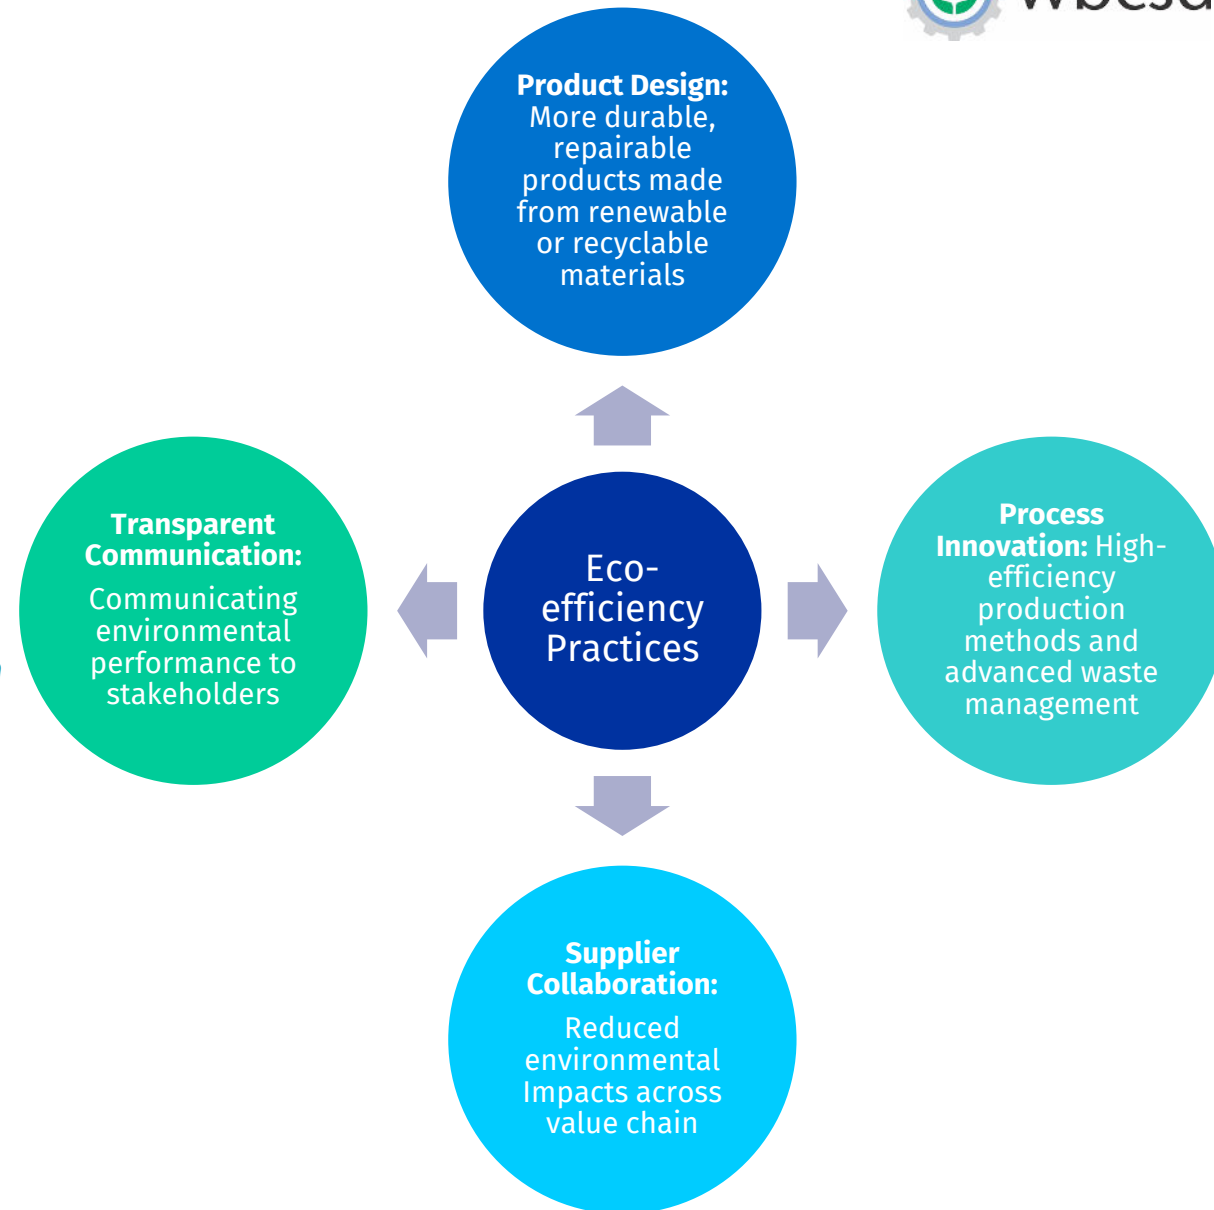 wbcsd
Product Design:
More durable,
repairable
products made
from renewable
or recyclable
materials
Transparent
Communication:
Communicating
environmental
performance to
stakeholders
Eco-
efficiency
Practices
Process
Innovation: High-
efficiency
production
methods and
advanced waste
management
Supplier
Collaboration:
Reduced
environmental
Impacts across
value chain